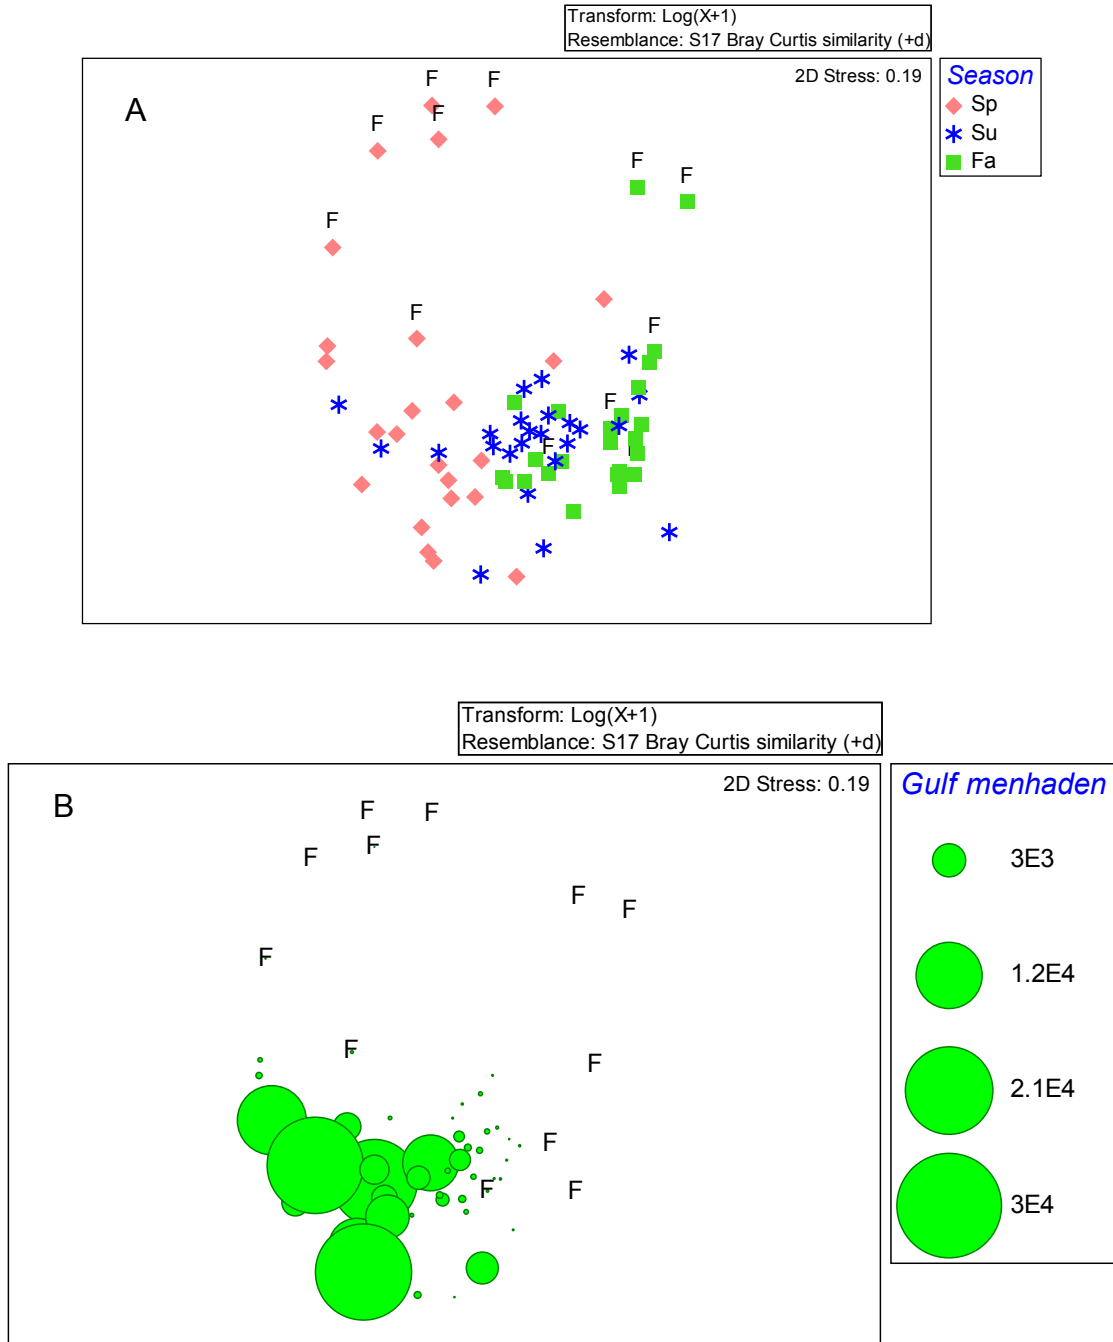 Transform: Log(X+1)
Resemblance: S17 Bray Curtis similarity (+d)
A
2D Stress: 0.19
Season
Sp
Su
Fa
F F
F F
F F
F
F
F
F
F
Transform: Log(X+1)
Resemblance: S17 Bray Curtis similarity (+d)
B
2D Stress: 0.19
Gulf menhaden
3E3
1.2E4
2.1E4
3E4
F F
F F
F F
F
F F
F
F F